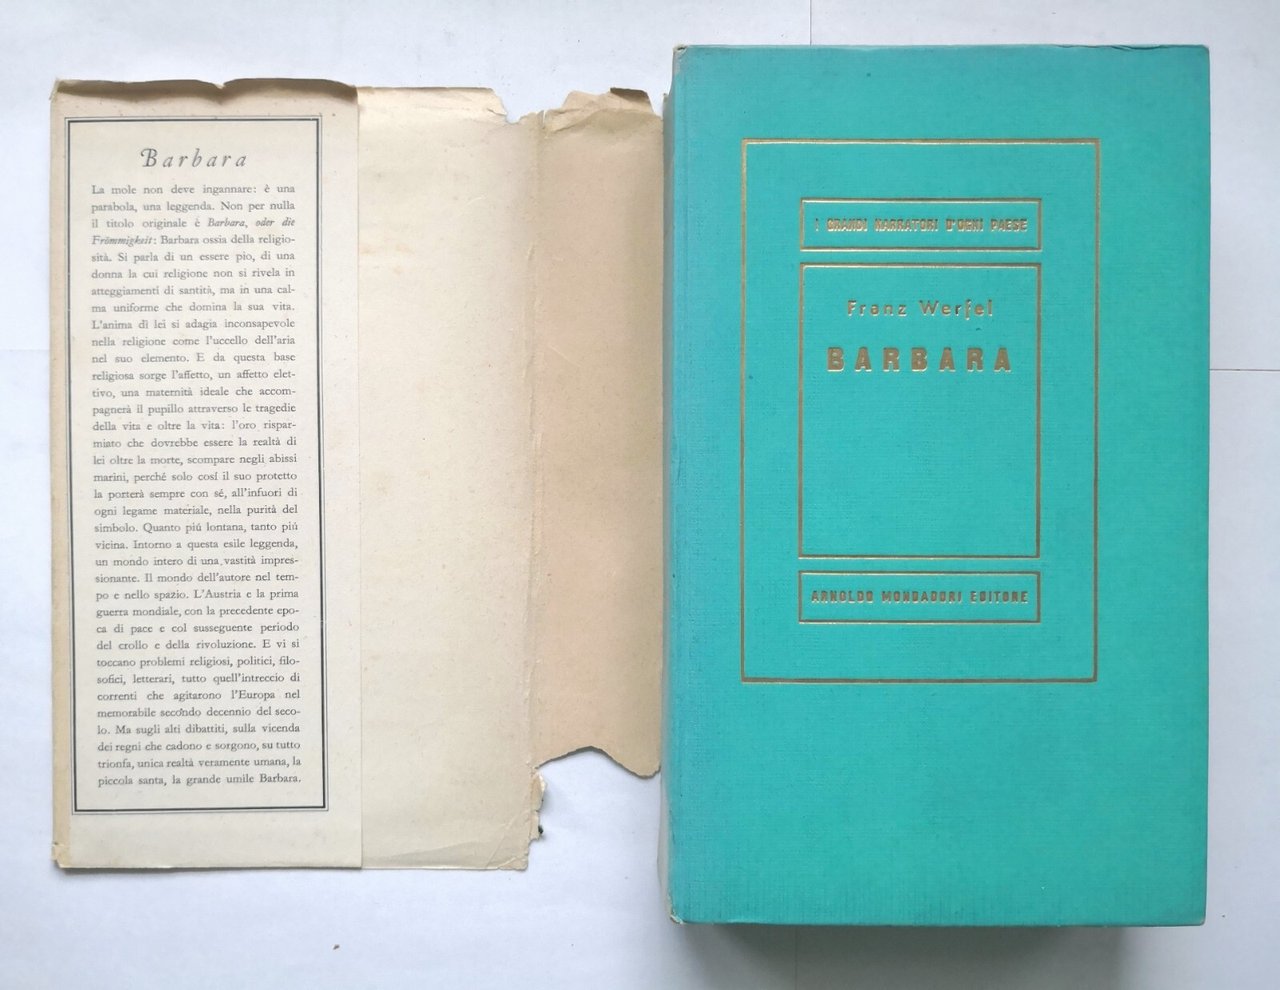 Barbara
La mole non deve ingannare: è una
parabola, una leggenda. Non per nulla
il titolo originale è Barbara, oder die
Frömmigkeit: Barbara ossia della religio-
sità. Si parla di un essere pio, di una
donna la cui religione non si rivela in
atteggiamenti di santità, ma in una cal-
ma uniforme che domina la sua vita.
L'anima di lei si adagia inconsapevole
nella religione come l'uccello dell'aria
nel suo elemento. E da questa base
religiosa sorge l'affetto, un affetto elet-
tivo, una maternità ideale che accom-
pagnerà il pupillo attraverso le tragedie
della vita e oltre la vita: l'oro rispar-
miato che dovrebbe essere la realtà di
lei oltre la morte, scompare negli abissi
marini, perché solo cosí il suo protetto
la porterà sempre con sé, all'infuori di
ogni legame materiale, nella purità del
simbolo. Quanto piú lontana, tanto piú
vicina. Intorno a questa esile leggenda,
un mondo intero di una vastità impres-
sionante. Il mondo dell'autore nel tem-
po e nello spazio. L'Austria e la prima
guerra mondiale, con la precedente epo-
ca di pace e col susseguente periodo
del crollo e della rivoluzione. E vi si
toccano problemi religiosi, politici, filo-
sofici, letterari, tutto quell'intreccio di
correnti che agitarono l'Europa nel
memorabile secondo decennio del seco-
lo. Ma sugli alti dibattiti, sulla vicenda
dei regni che cadono e sorgono, su tutto
trionfa, unica realtà veramente umana, la
piccola santa, la grande umile Barbara.
I GRANDI NARRATORI D'OGNI PAESE
Franz Werfel
BARBARA
ARNOLDO MONDADORI EDITORE